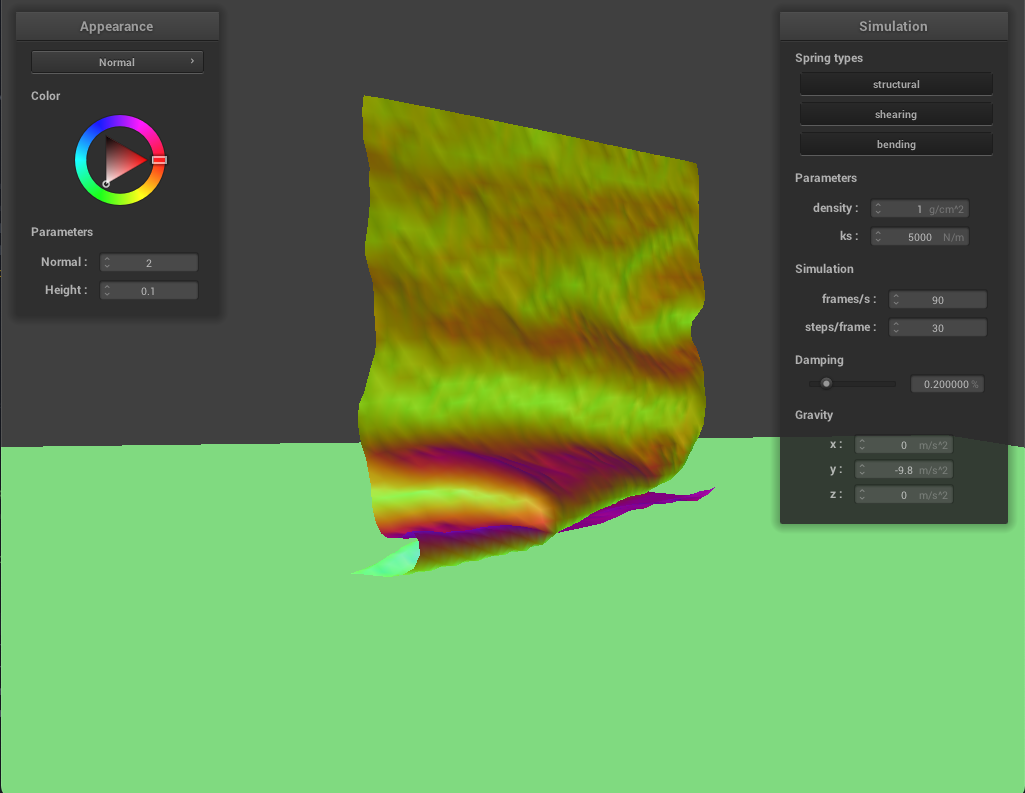 Appearance
Normal
Color
Parameters
Normal :
2
Height :
0.1
Simulation
Spring types
structural
shearing
bending
Parameters
density :
1 g/cm^2
ks :
5000 N/m
Simulation
frames/s :
90
steps/frame :
30
Damping
0.200000 %
Gravity
x :
0 m/s^2
y :
-9.8 m/s^2
z :
0 m/s^2